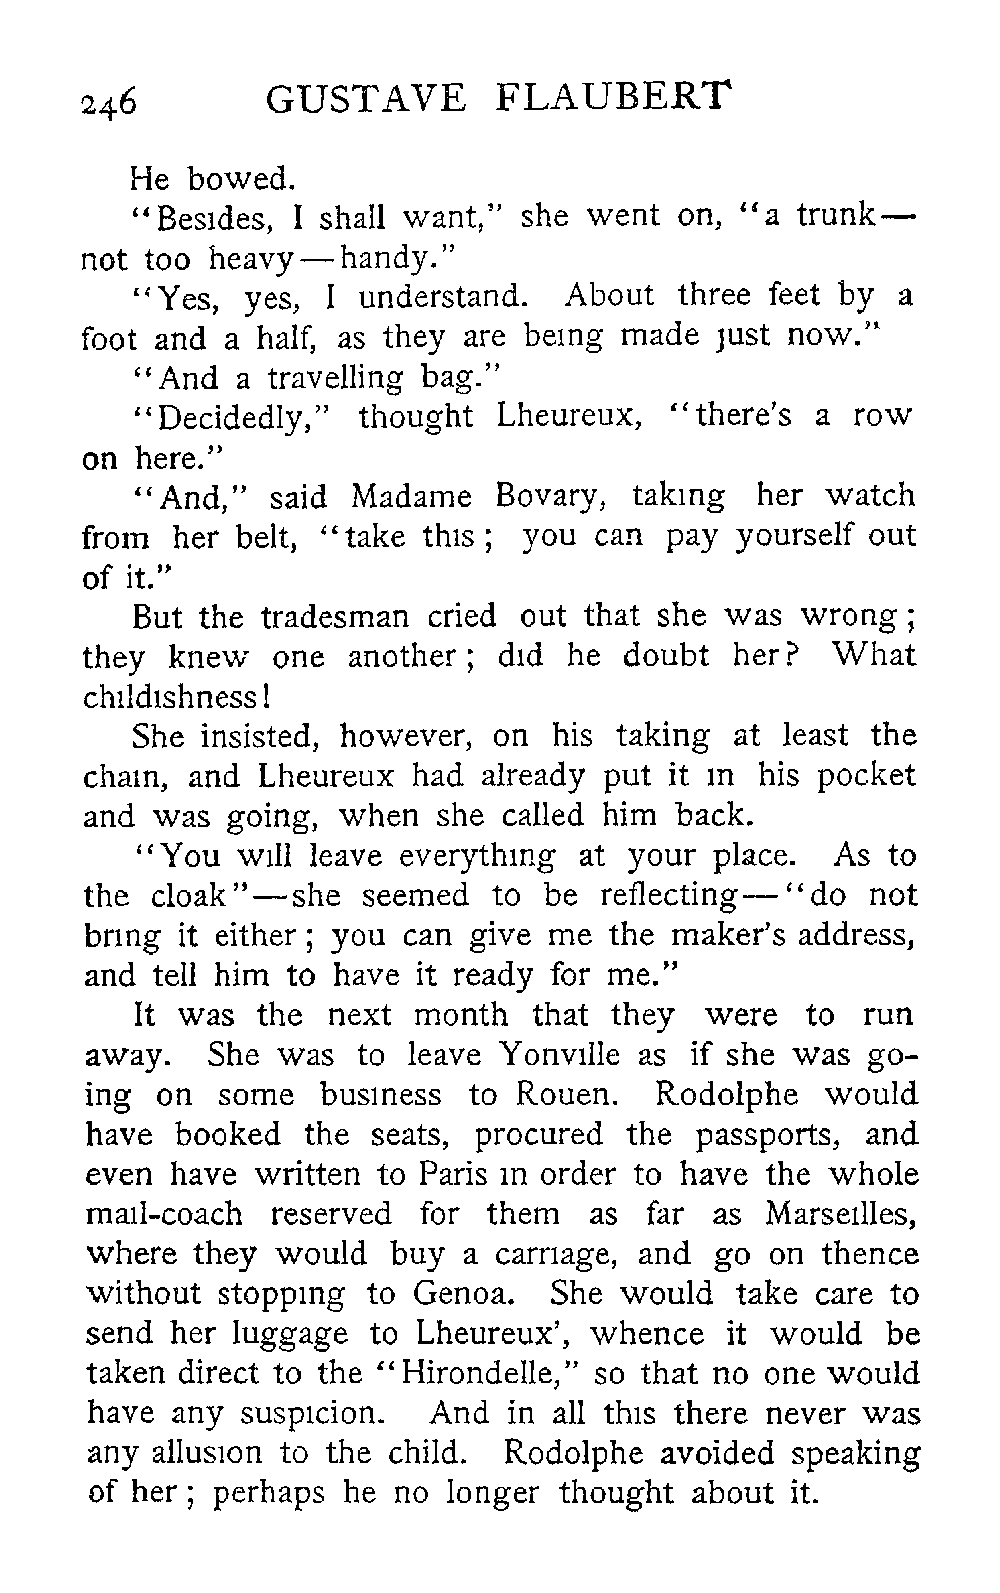 246 GUSTAVE FLAUBERT
He bowed.
"Besides, I shall want," she went on, "a trunk—
not too heavy—handy."
"Yes, yes, I understand. About three feet by a
foot and a half, as they are being made just now."
"And a travelling bag."
"Decidedly," thought Lheureux, "there's a row
on here."
"And," said Madame Bovary, taking her watch
from her belt, "take this; you can pay yourself out
of it."
But the tradesman cried out that she was wrong;
they knew one another; did he doubt her? What
childishness!
She insisted, however, on his taking at least the
chain, and Lheureux had already put it in his pocket
and was going, when she called him back.
"You will leave everything at your place. As to
the cloak"—she seemed to be reflecting—"do not
bring it either; you can give me the maker's address,
and tell him to have it ready for me."
It was the next month that they were to run
away. She was to leave Yonville as if she was go-
ing on some business to Rouen. Rodolphe would
have booked the seats, procured the passports, and
even have written to Paris in order to have the whole
mail-coach reserved for them as far as Marseilles,
where they would buy a carriage, and go on thence
without stopping to Genoa. She would take care to
send her luggage to Lheureux', whence it would be
taken direct to the "Hirondelle," so that no one would
have any suspicion. And in all this there never was
any allusion to the child. Rodolphe avoided speaking
of her; perhaps he no longer thought about it.